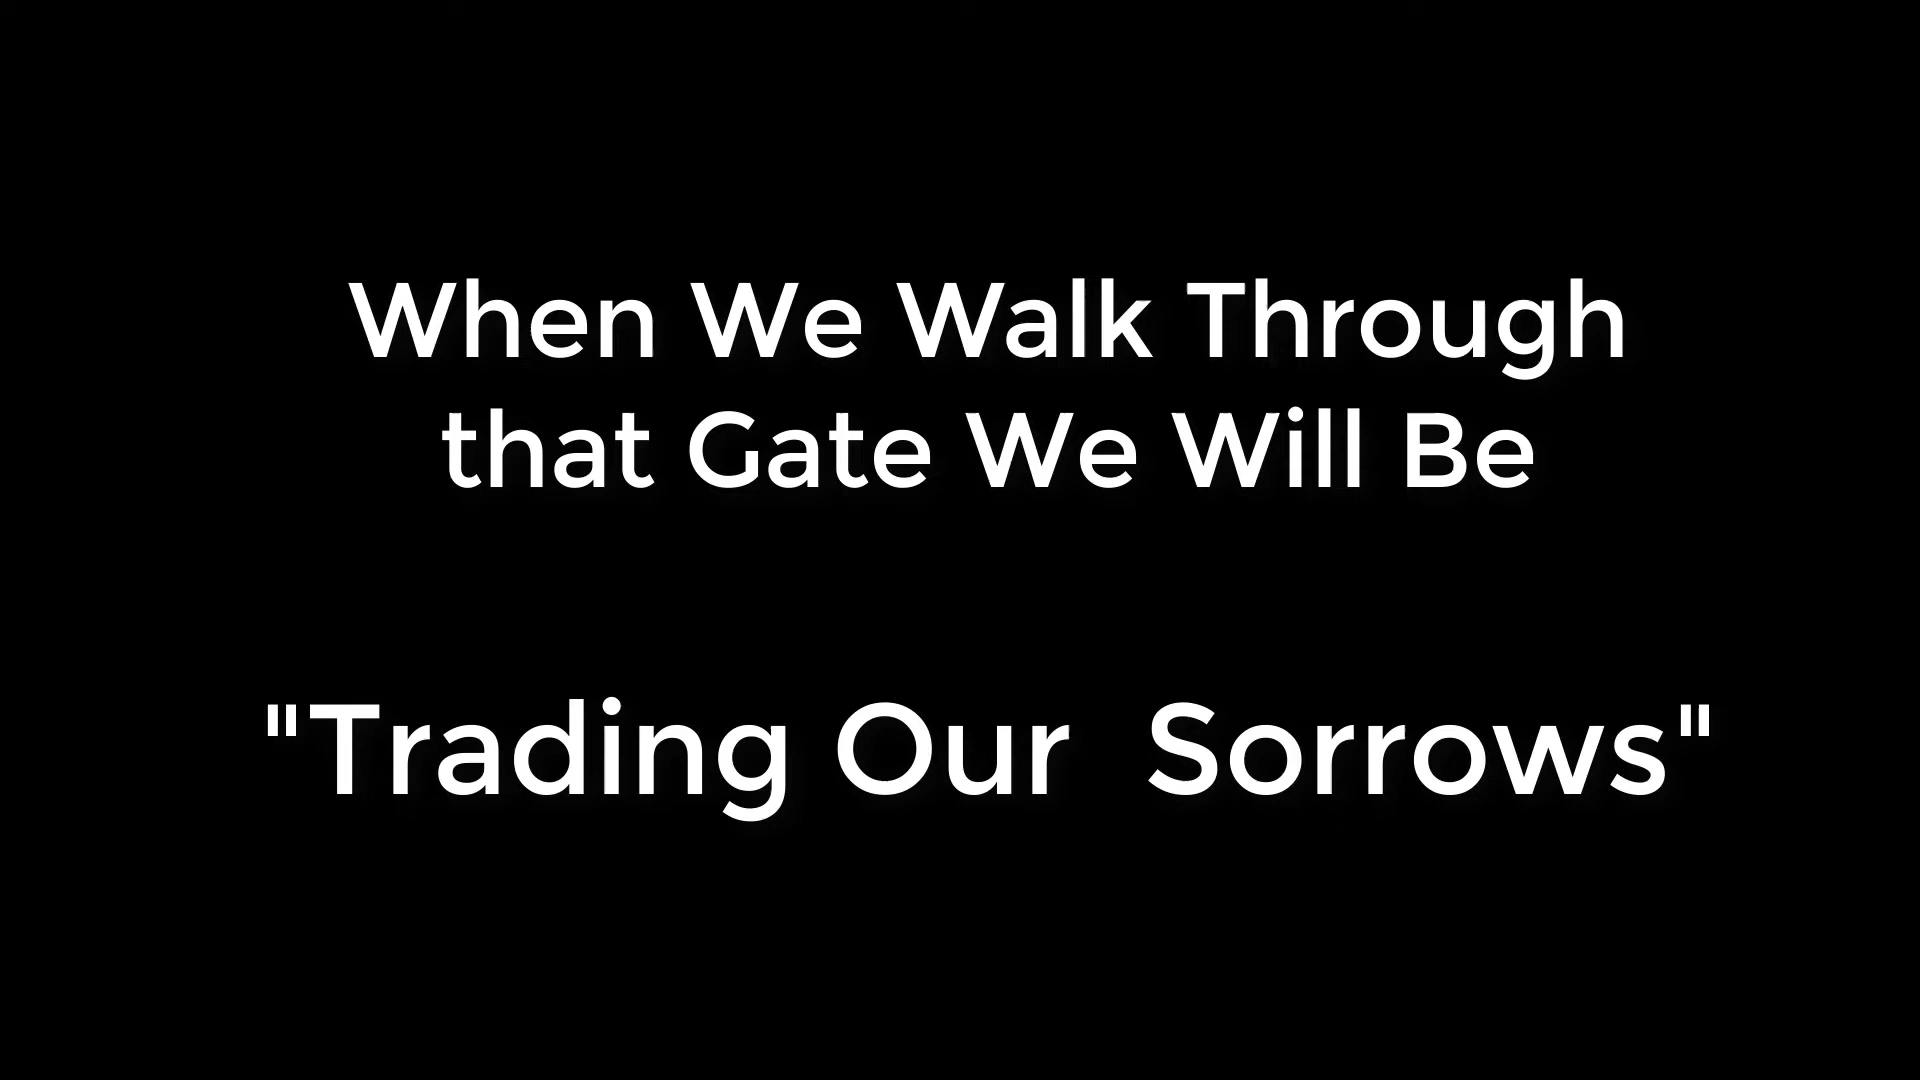 When We Walk Through
that Gate We Will Be
"Trading Our  Sorrows"